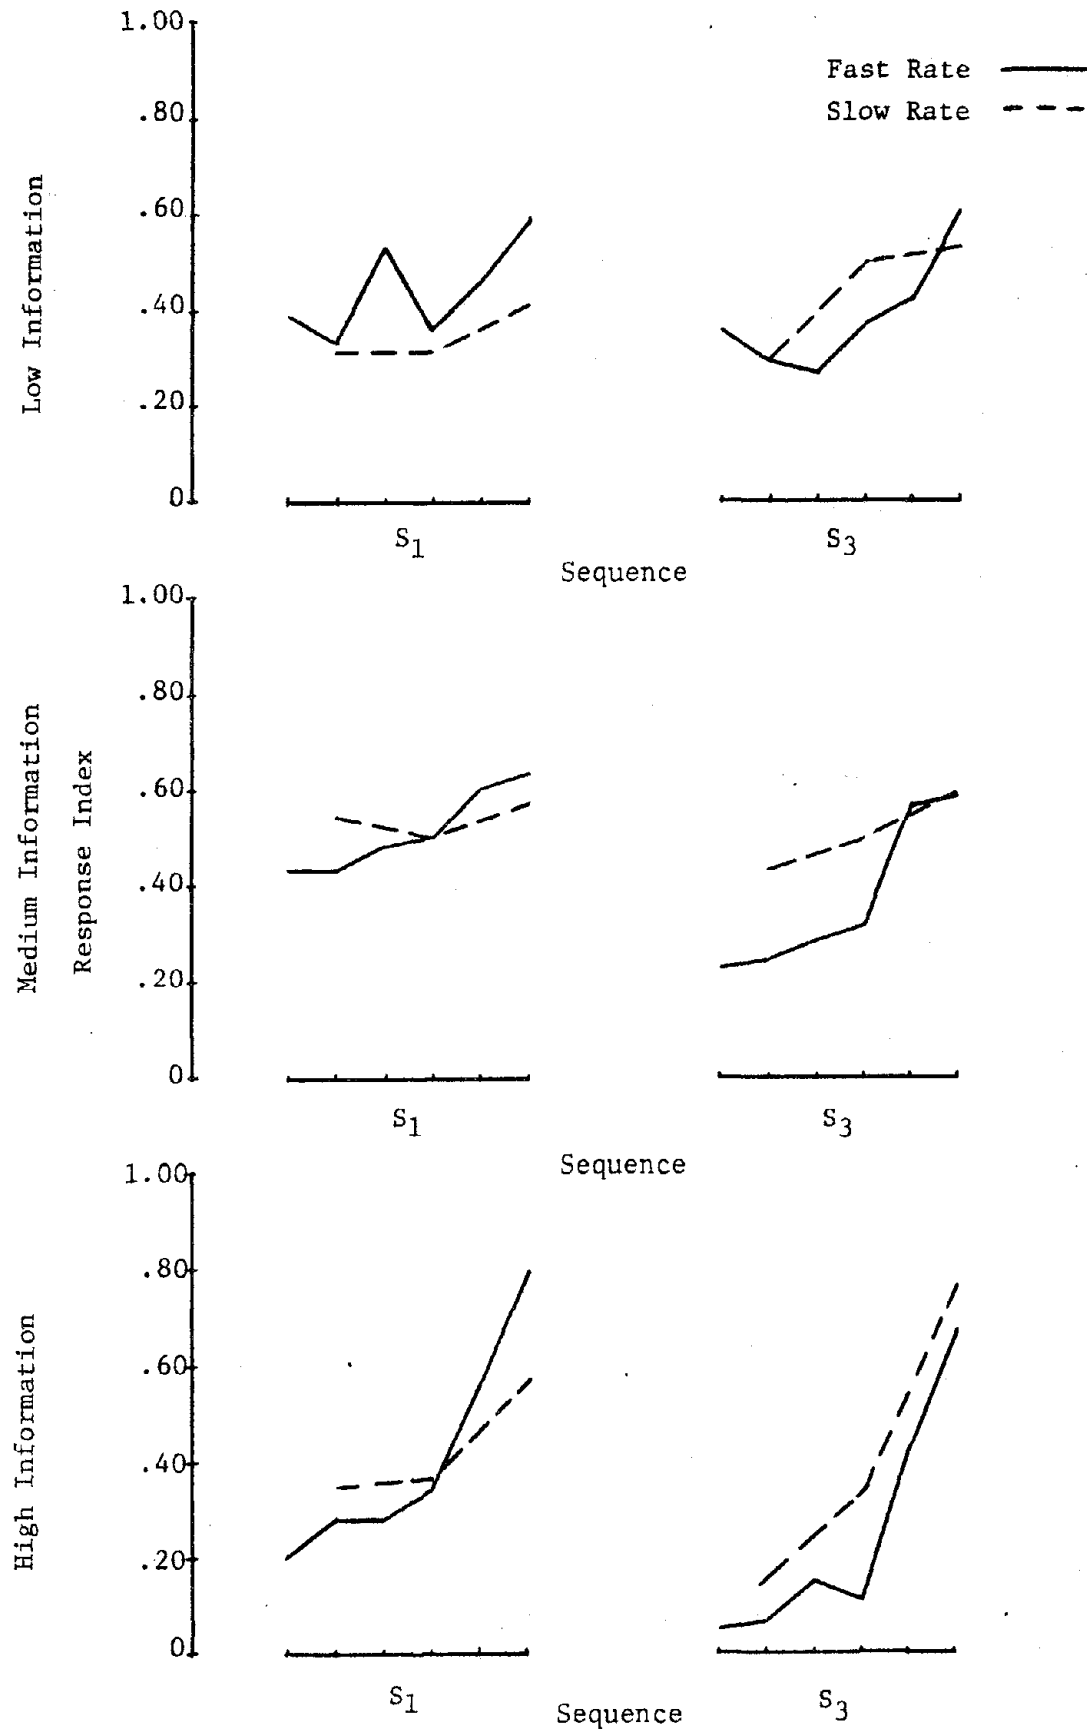 1.00
Fast Rate
Slow Rate
.80
.60
.40
.20
0
Low Information
S1
S3
Sequence
1.00
.80
.60
.40
.20
0
Medium Information
Response Index
S1
S3
Sequence
1.00
.80
.60
.40
.20
0
High Information
S1
S3
Sequence